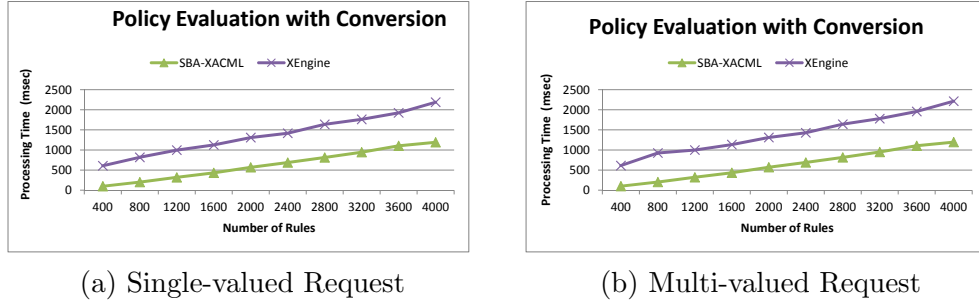 Policy Evaluation with Conversion
SBA-XACML XEngine
Processing Time (msec)
2500
2000
1500
1000
500
0
400 800 1200 1600 2000 2400 2800 3200 3600 4000
Number of Rules
(a) Single-valued Request
Policy Evaluation with Conversion
SBA-XACML XEngine
Processing Time (msec)
2500
2000
1500
1000
500
0
400 800 1200 1600 2000 2400 2800 3200 3600 4000
Number of Rules
(b) Multi-valued Request